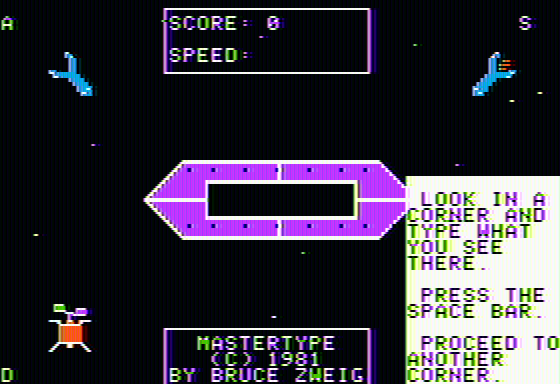 A
S
SCORE: 0
SPEED:
LOOK IN A
CORNER AND
TYPE WHAT
YOU SEE
THERE.
PRESS THE
SPACE BAR.
PROCEED TO
ANOTHER
CORNER.
D
MASTERTYPE
(C) 1981
BY BRUCE ZWEIG